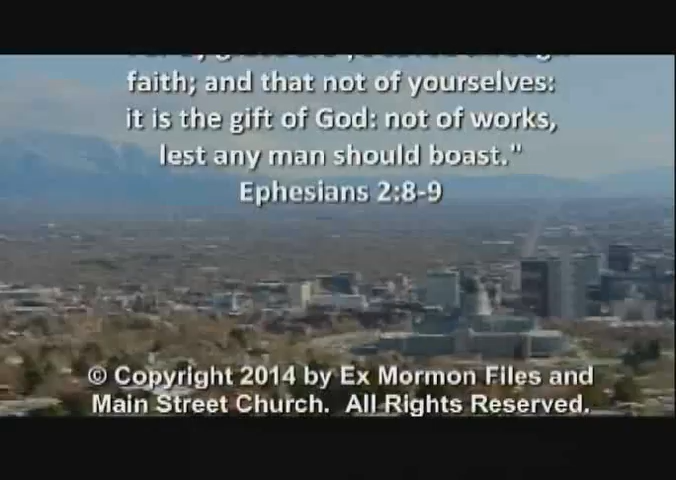 faith; and that not of yourselves:
it is the gift of God: not of works,
lest any man should boast."
Ephesians 2:8-9
© Copyright 2014 by Ex Mormon Files and
Main Street Church. All Rights Reserved.